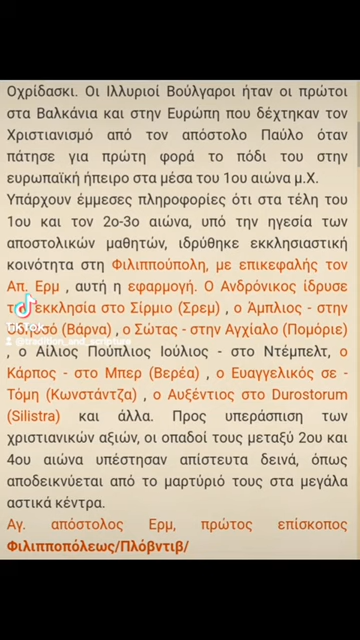 Οχρίδασκι. Οι Ιλλυριοί Βούλγαροι ήταν οι πρώτοι
στα Βαλκάνια και στην Ευρώπη που δέχτηκαν τον
Χριστιανισμό από τον απόστολο Παύλο όταν
πάτησε για πρώτη φορά το πόδι του στην
ευρωπαϊκή ήπειρο στα μέσα του 1ου αιώνα μ.Χ.
Υπάρχουν έμμεσες πληροφορίες ότι στα τέλη του
1ου και τον 2ο-3ο αιώνα, υπό την ηγεσία των
αποστολικών μαθητών, ιδρύθηκε εκκλησιαστική
κοινότητα στη Φιλιππούπολη, με επικεφαλής τον
Απ. Ερμ , αυτή η εφαρμογή. Ο Ανδρόνικος ίδρυσε
εκκλησία στο Σίρμιο (Σρεμ) , ο Άμπλιος - στην
(Βάρνα) , ο Σώτας - στην Αγχίαλο (Πομόριε)
TikTok
@tradition_and_scripture
, ο Αίλιος Πούπλιος Ιούλιος - στο Ντέμπελτ, ο
Κάρπος - στο Μπερ (Βερέα) , ο Ευαγγελικός σε -
Τόμη (Κωνστάντζα) , ο Αυξέντιος στο Durostorum
(Silistra) και άλλα. Προς υπεράσπιση των
χριστιανικών αξιών, οι οπαδοί τους μεταξύ 2ου και
4ου αιώνα υπέστησαν απίστευτα δεινά, όπως
αποδεικνύεται από το μαρτύριό τους στα μεγάλα
αστικά κέντρα.
Αγ. απόστολος Ερμ, πρώτος επίσκοπος
Φιλιπποπόλεως/Πλόβντιβ/